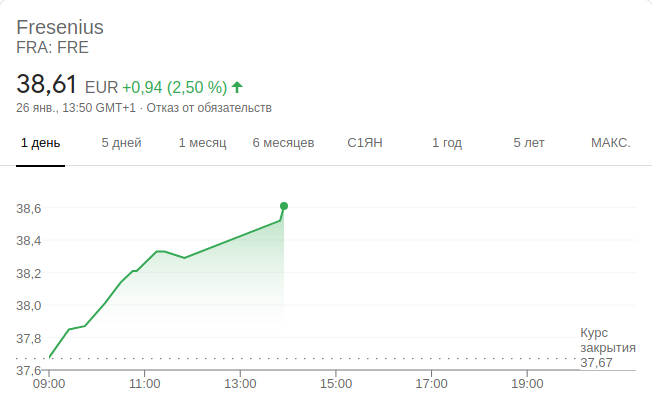 Fresenius
FRA: FRE
38,61 EUR +0,94 (2,50 %)
26 янв., 13:50 GMT+1 · Отказ от обязательств
1 день 5 дней 1 месяц 6 месяцев С1ЯН 1 год 5 лет МАКС.
38,6
38,4
38,2
38,0
37,8
37,6
Курс
закрытия
37,67
09:00 11:00 13:00 15:00 17:00 19:00